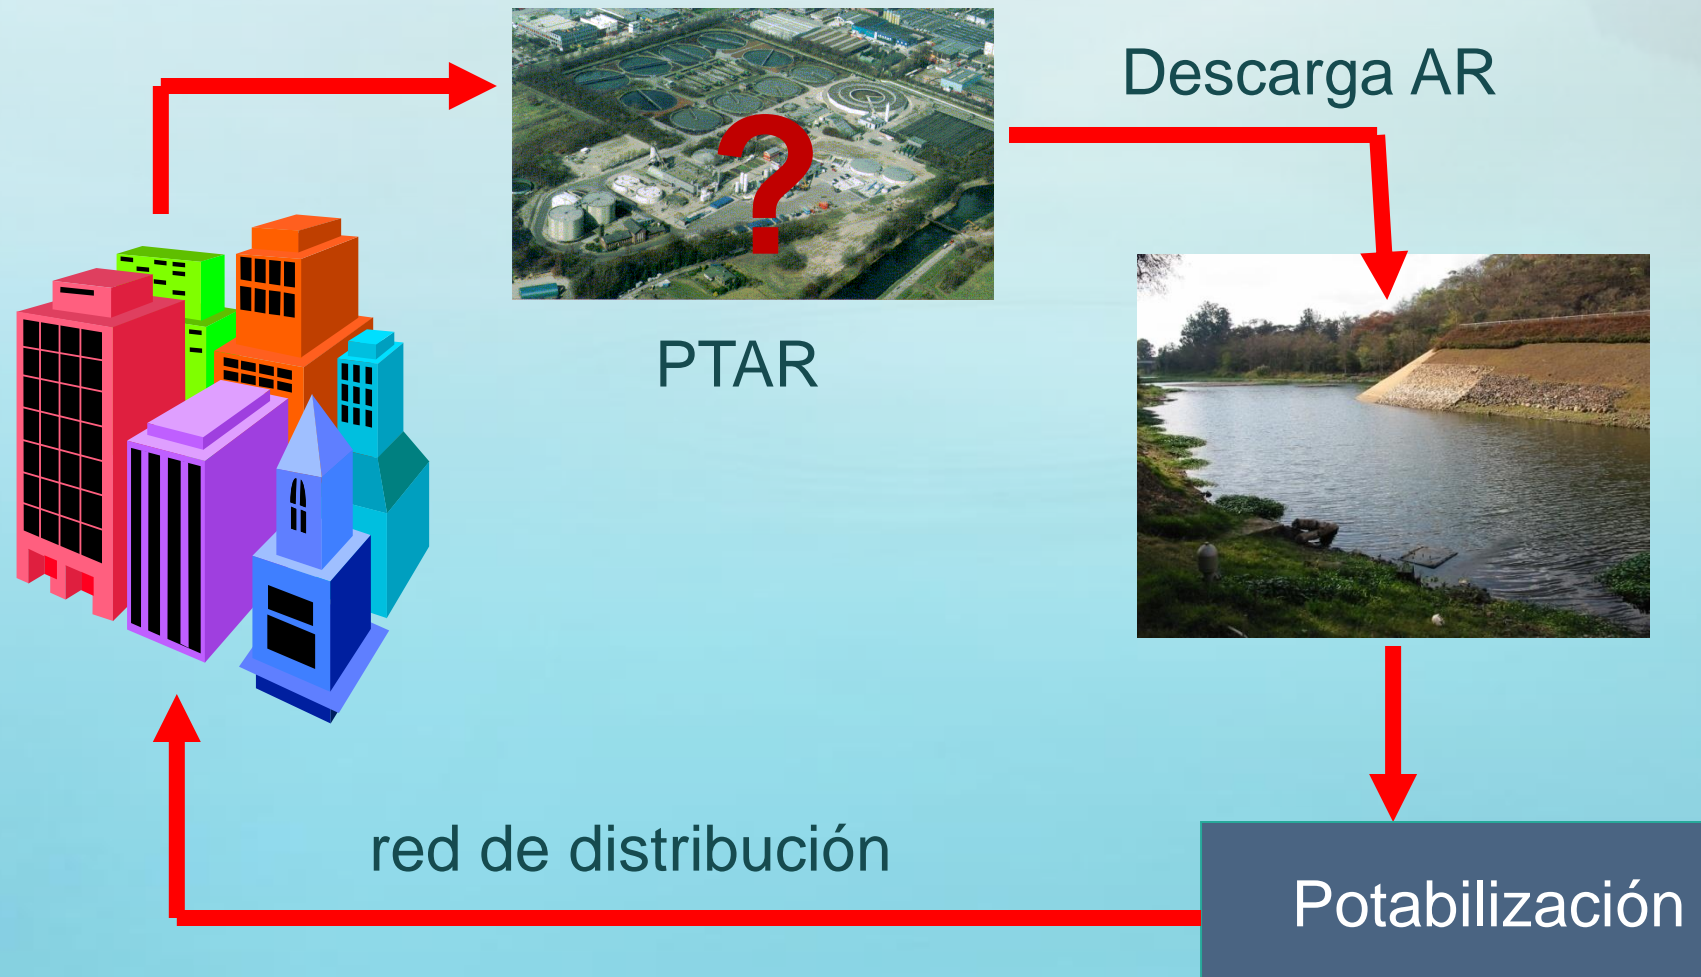 Descarga AR
?
PTAR
red de distribución
Potabilización